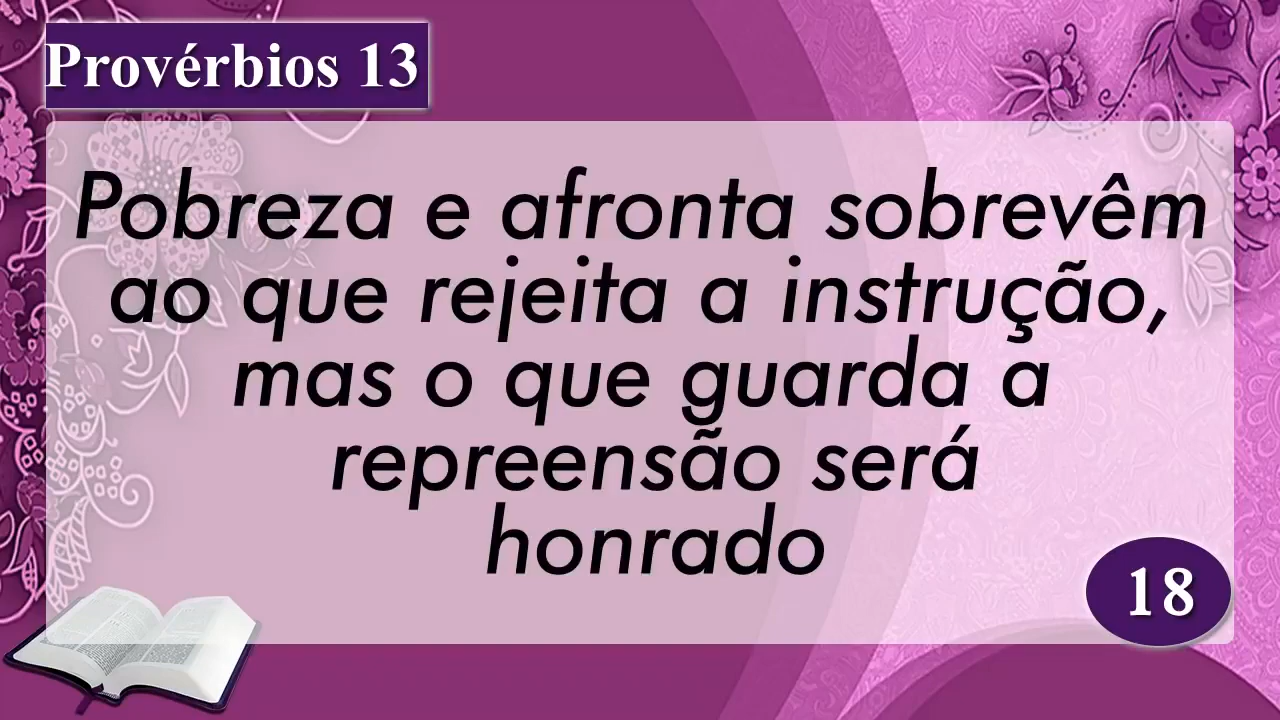 Provérbios 13
Pobreza e afronta sobrevêm
ao que rejeita a instrução,
mas o que guarda a
repreensão será
honrado
18